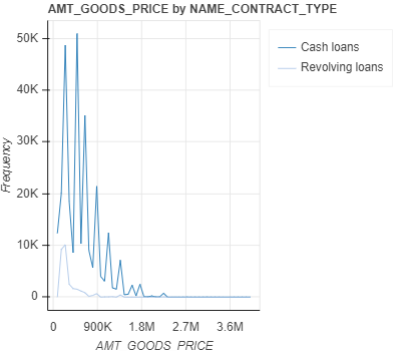 AMT_GOODS_PRICE by NAME_CONTRACT_TYPE
Cash loans
Revolving loans
Frequency
50K
40K
30K
20K
10K
0
0 900K 1.8M 2.7M 3.6M
AMT_GOODS_PRICE